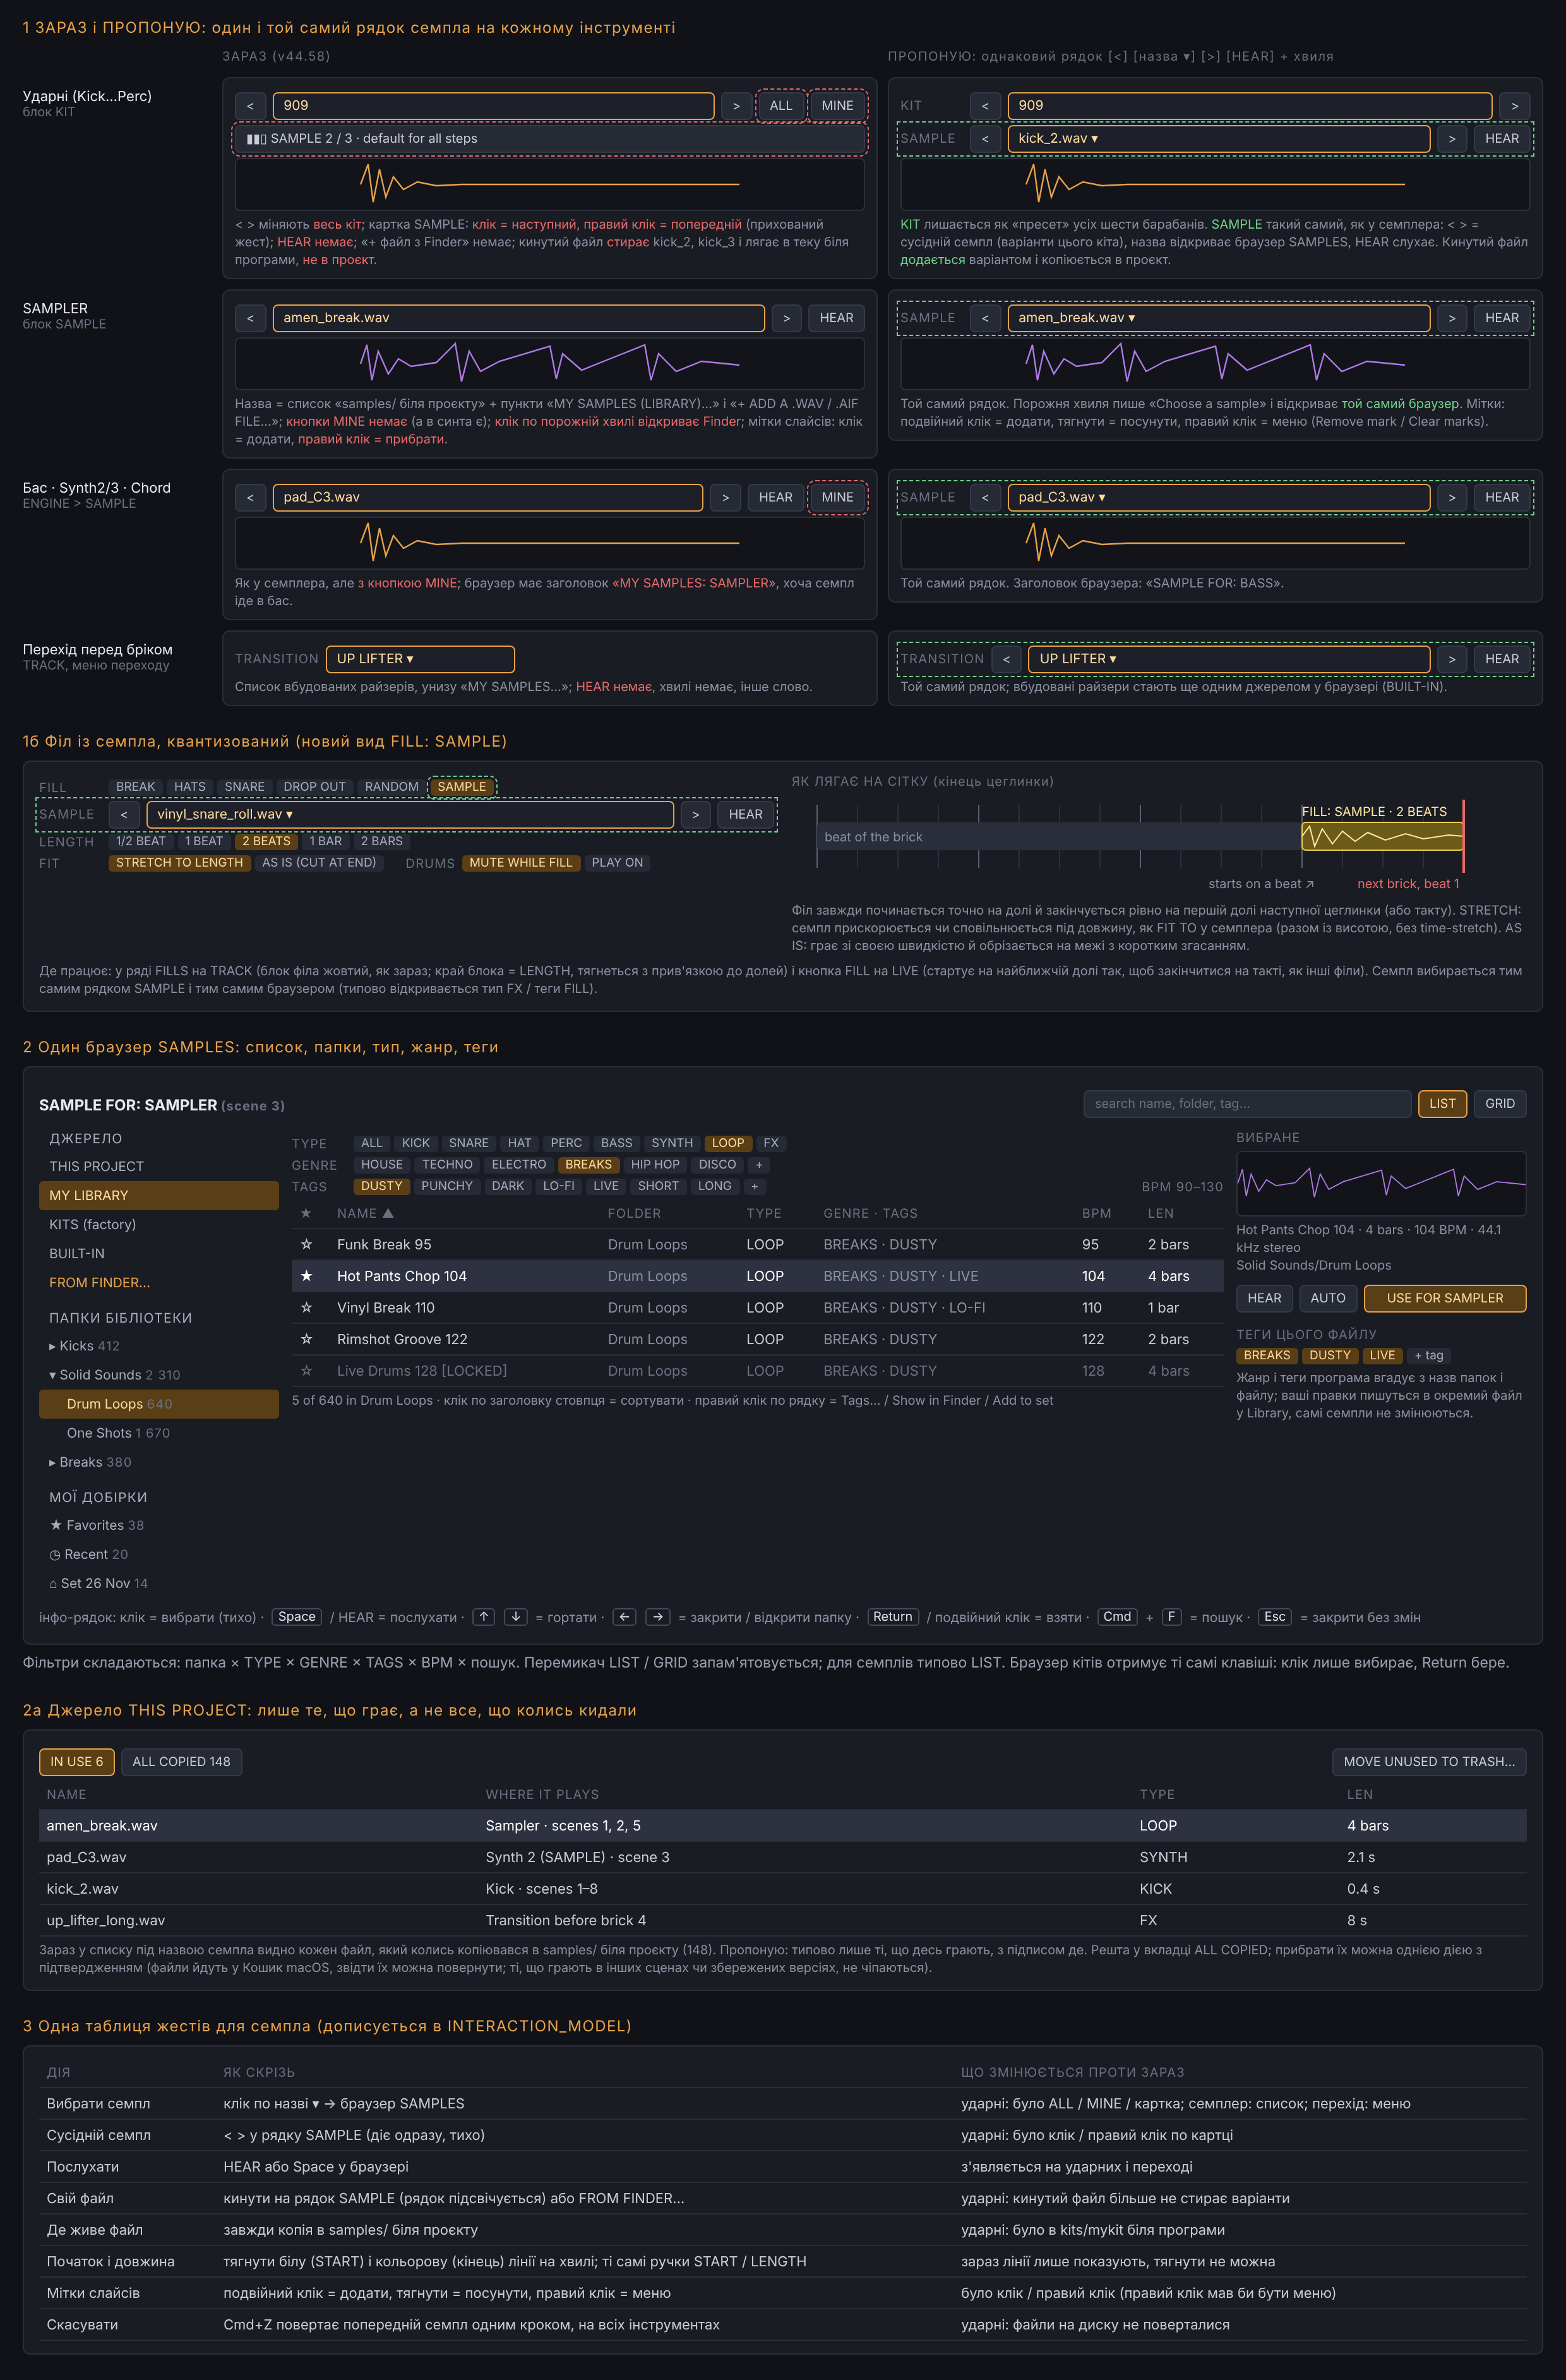 1 ЗАРАЗ і ПРОПОНУЮ: один і той самий рядок семпла на кожному інструменті
ЗАРАЗ (v44.58)
ПРОПОНУЮ: однаковий рядок [<] [назва ▾] [>] [HEAR] + хвиля
Ударні (Kick...Perc)
блок KIT
< 909 > ALL MINE
▮▮▯ SAMPLE 2 / 3 · default for all steps
< > міняють весь кіт; картка SAMPLE: клік = наступний, правий клік = попередній (прихований
жест); HEAR немає; «+ файл з Finder» немає; кинутий файл стирає kick_2, kick_3 і лягає в теку біля
програми, не в проєкт.
KIT < 909 >
SAMPLE < kick_2.wav ▾ > HEAR
KIT лишається як «пресет» усіх шести барабанів. SAMPLE такий самий, як у семплера: < > =
сусідній семпл (варіанти цього кіта), назва відкриває браузер SAMPLES, HEAR слухає. Кинутий файл
додається варіантом і копіюється в проєкт.
SAMPLER
блок SAMPLE
< amen_break.wav > HEAR
Назва = список «samples/ біля проєкту» + пункти «MY SAMPLES (LIBRARY)...» і «+ ADD A .WAV / .AIF
FILE...»; кнопки MINE немає (а в синта є); клік по порожній хвилі відкриває Finder; мітки слайсів: клік
= додати, правий клік = прибрати.
SAMPLE < amen_break.wav ▾ > HEAR
Той самий рядок. Порожня хвиля пише «Choose a sample» і відкриває той самий браузер. Мітки:
подвійний клік = додати, тягнути = посунути, правий клік = меню (Remove mark / Clear marks).
Бас · Synth2/3 · Chord
ENGINE > SAMPLE
< pad_C3.wav > HEAR MINE
Як у семплера, але з кнопкою MINE; браузер має заголовок «MY SAMPLES: SAMPLER», хоча семпл
іде в бас.
SAMPLE < pad_C3.wav ▾ > HEAR
Той самий рядок. Заголовок браузера: «SAMPLE FOR: BASS».
Перехід перед бріком
TRACK, меню переходу
TRANSITION UP LIFTER ▾
Список вбудованих райзерів, унизу «MY SAMPLES...»; HEAR немає, хвилі немає, інше слово.
TRANSITION < UP LIFTER ▾ > HEAR
Той самий рядок; вбудовані райзери стають ще одним джерелом у браузері (BUILT-IN).
1б Філ із семпла, квантизований (новий вид FILL: SAMPLE)
FILL BREAK HATS SNARE DROP OUT RANDOM SAMPLE
SAMPLE < vinyl_snare_roll.wav ▾ > HEAR
LENGTH 1/2 BEAT 1 BEAT 2 BEATS 1 BAR 2 BARS
FIT STRETCH TO LENGTH AS IS (CUT AT END) DRUMS MUTE WHILE FILL PLAY ON
ЯК ЛЯГАЄ НА СІТКУ (кінець цеглинки)
FILL: SAMPLE · 2 BEATS
beat of the brick
starts on a beat ↗ next brick, beat 1
Філ завжди починається точно на долі й закінчується рівно на першій долі наступної цеглинки (або такту). STRETCH:
семпл прискорюється чи сповільнюється під довжину, як FIT TO у семплера (разом із висотою, без time-stretch). AS
IS: грає зі своєю швидкістю й обрізається на межі з коротким згасанням.
Де працює: у ряді FILLS на TRACK (блок філа жовтий, як зараз; край блока = LENGTH, тягнеться з прив'язкою до долей) і кнопка FILL на LIVE (стартує на найближчій долі так, щоб закінчитися на такті, як інші філи). Семпл вибирається тим
самим рядком SAMPLE і тим самим браузером (типово відкривається тип FX / теги FILL).
2 Один браузер SAMPLES: список, папки, тип, жанр, теги
SAMPLE FOR: SAMPLER (scene 3)
search name, folder, tag... LIST GRID
ДЖЕРЕЛО
THIS PROJECT
MY LIBRARY
KITS (factory)
BUILT-IN
FROM FINDER...
ПАПКИ БІБЛІОТЕКИ
▸ Kicks 412
▾ Solid Sounds 2 310
Drum Loops 640
One Shots 1 670
▸ Breaks 380
МОЇ ДОБІРКИ
★ Favorites 38
◷ Recent 20
⌂ Set 26 Nov 14
TYPE ALL KICK SNARE HAT PERC BASS SYNTH LOOP FX
GENRE HOUSE TECHNO ELECTRO BREAKS HIP HOP DISCO +
TAGS DUSTY PUNCHY DARK LO-FI LIVE SHORT LONG + BPM 90–130
★ NAME ▲ FOLDER TYPE GENRE · TAGS BPM LEN
☆ Funk Break 95 Drum Loops LOOP BREAKS · DUSTY 95 2 bars
★ Hot Pants Chop 104 Drum Loops LOOP BREAKS · DUSTY · LIVE 104 4 bars
☆ Vinyl Break 110 Drum Loops LOOP BREAKS · DUSTY · LO-FI 110 1 bar
☆ Rimshot Groove 122 Drum Loops LOOP BREAKS · DUSTY 122 2 bars
☆ Live Drums 128 [LOCKED] Drum Loops LOOP BREAKS · DUSTY 128 4 bars
5 of 640 in Drum Loops · клік по заголовку стовпця = сортувати · правий клік по рядку = Tags... / Show in Finder / Add to set
ВИБРАНЕ
Hot Pants Chop 104 · 4 bars · 104 BPM · 44.1
kHz stereo
Solid Sounds/Drum Loops
HEAR AUTO USE FOR SAMPLER
ТЕГИ ЦЬОГО ФАЙЛУ
BREAKS DUSTY LIVE + tag
Жанр і теги програма вгадує з назв папок і
файлу; ваші правки пишуться в окремий файл
у Library, самі семпли не змінюються.
інфо-рядок: клік = вибрати (тихо) · Space / HEAR = послухати · ↑ ↓ = гортати · ← → = закрити / відкрити папку · Return / подвійний клік = взяти · Cmd + F = пошук · Esc = закрити без змін
Фільтри складаються: папка × TYPE × GENRE × TAGS × BPM × пошук. Перемикач LIST / GRID запам'ятовується; для семплів типово LIST. Браузер кітів отримує ті самі клавіші: клік лише вибирає, Return бере.
2а Джерело THIS PROJECT: лише те, що грає, а не все, що колись кидали
IN USE 6 ALL COPIED 148 MOVE UNUSED TO TRASH...
NAME WHERE IT PLAYS TYPE LEN
amen_break.wav Sampler · scenes 1, 2, 5 LOOP 4 bars
pad_C3.wav Synth 2 (SAMPLE) · scene 3 SYNTH 2.1 s
kick_2.wav Kick · scenes 1–8 KICK 0.4 s
up_lifter_long.wav Transition before brick 4 FX 8 s
Зараз у списку під назвою семпла видно кожен файл, який колись копіювався в samples/ біля проєкту (148). Пропоную: типово лише ті, що десь грають, з підписом де. Решта у вкладці ALL COPIED; прибрати їх можна однією дією з
підтвердженням (файли йдуть у Кошик macOS, звідти їх можна повернути; ті, що грають в інших сценах чи збережених версіях, не чіпаються).
3 Одна таблиця жестів для семпла (дописується в INTERACTION_MODEL)
ДІЯ ЯК СКРІЗЬ ЩО ЗМІНЮЄТЬСЯ ПРОТИ ЗАРАЗ
Вибрати семпл клік по назві ▾ → браузер SAMPLES ударні: було ALL / MINE / картка; семплер: список; перехід: меню
Сусідній семпл < > у рядку SAMPLE (діє одразу, тихо) ударні: було клік / правий клік по картці
Послухати HEAR або Space у браузері з'являється на ударних і переході
Свій файл кинути на рядок SAMPLE (рядок підсвічується) або FROM FINDER... ударні: кинутий файл більше не стирає варіанти
Де живе файл завжди копія в samples/ біля проєкту ударні: було в kits/mykit біля програми
Початок і довжина тягнути білу (START) і кольорову (кінець) лінії на хвилі; ті самі ручки START / LENGTH зараз лінії лише показують, тягнути не можна
Мітки слайсів подвійний клік = додати, тягнути = посунути, правий клік = меню було клік / правий клік (правий клік мав би бути меню)
Скасувати Cmd+Z повертає попередній семпл одним кроком, на всіх інструментах ударні: файли на диску не поверталися